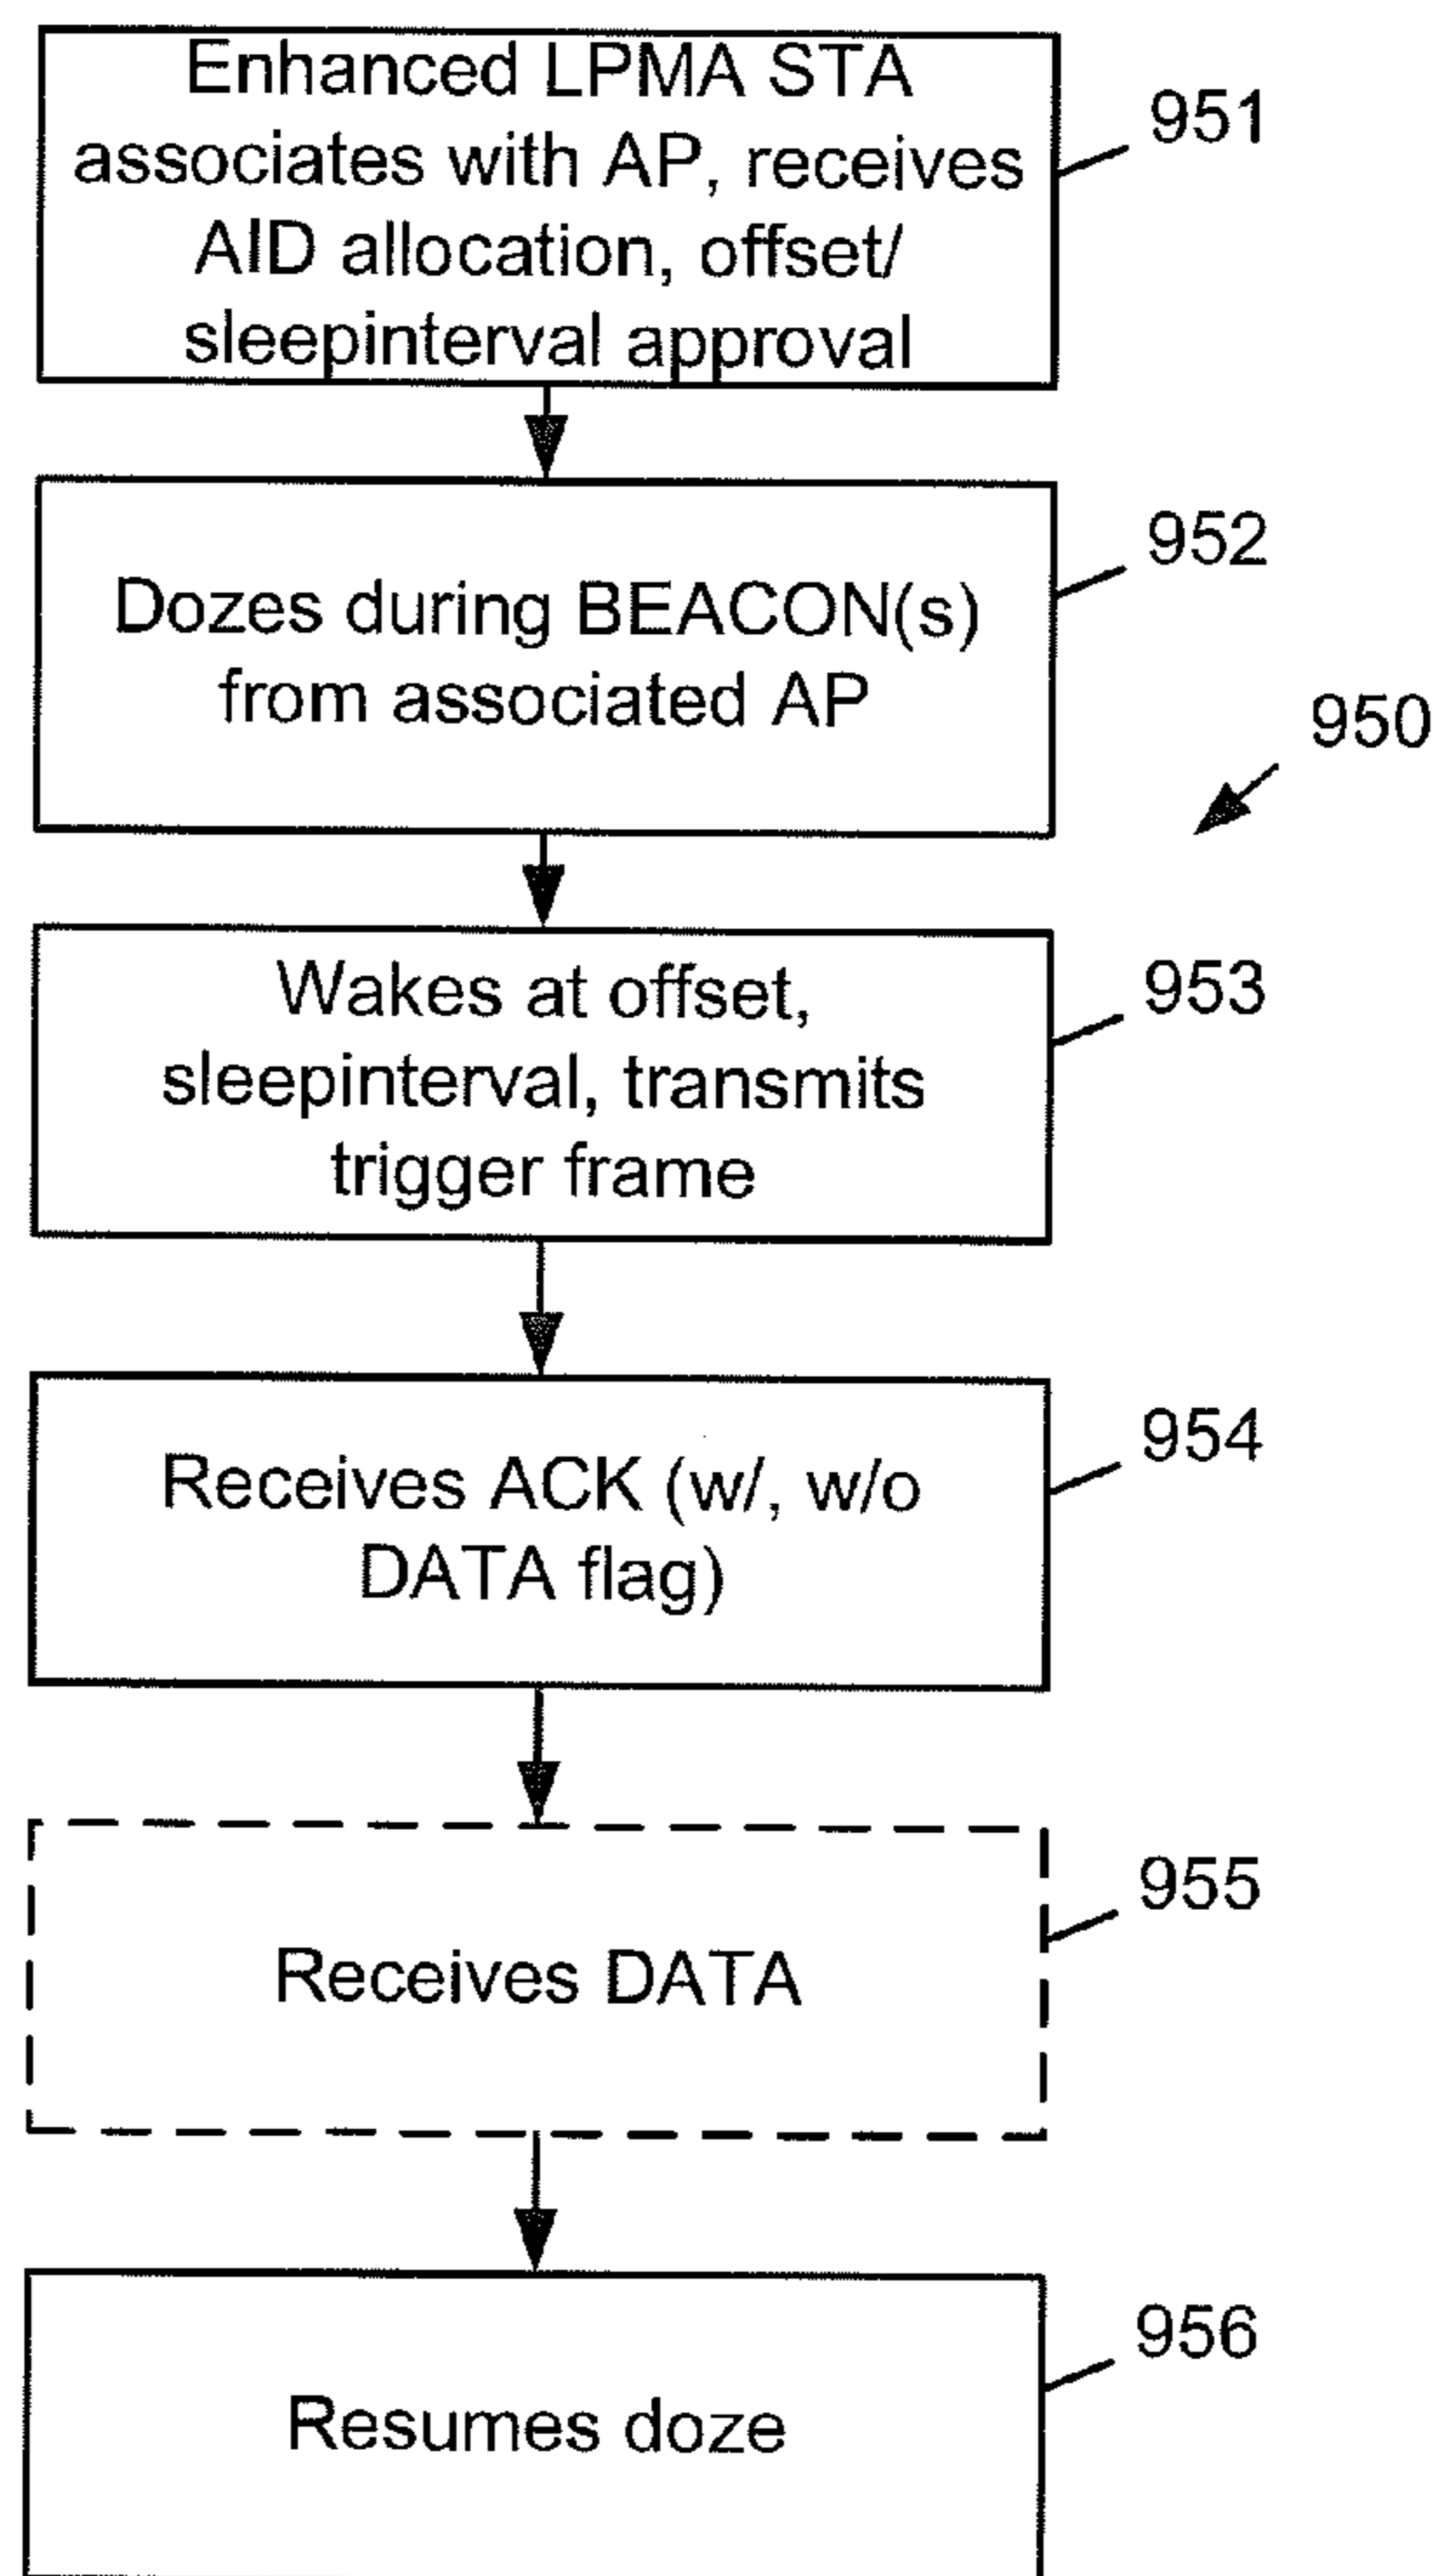 Enhanced LPMA STA
associates with AP, receives
AID allocation, offset/
sleepinterval approval
951
Dozes during BEACON(s)
from associated AP
952
950
Wakes at offset,
sleepinterval, transmits
trigger frame
953
Receives ACK (w/, w/o
DATA flag)
954
Receives DATA
955
Resumes doze
956